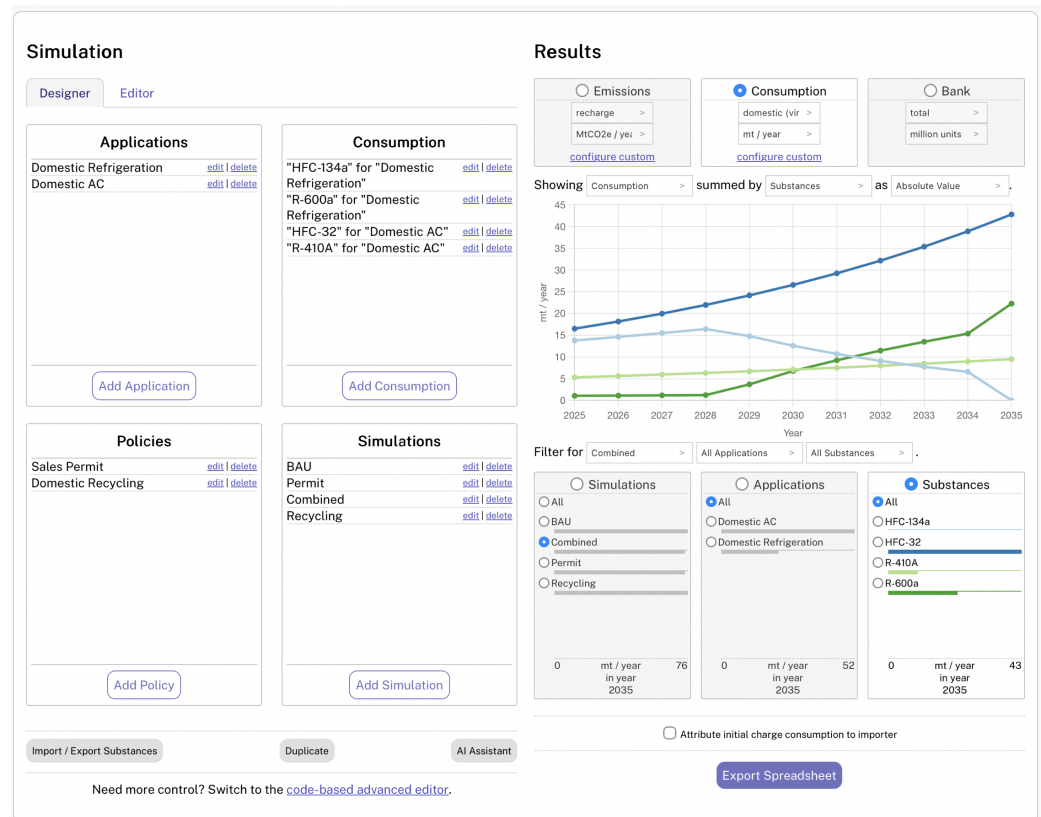 Simulation
Designer
Editor
Applications
Domestic Refrigeration edit | delete
Domestic AC edit | delete
Add Application
Consumption
"HFC-134a" for "Domestic edit | delete
Refrigeration"
"R-600a" for "Domestic edit | delete
Refrigeration"
"HFC-32" for "Domestic AC" edit | delete
"R-410A" for "Domestic AC" edit | delete
Add Consumption
Policies
Sales Permit edit | delete
Domestic Recycling edit | delete
Add Policy
Simulations
BAU edit | delete
Permit edit | delete
Combined edit | delete
Recycling edit | delete
Add Simulation
Import / Export Substances
Duplicate
AI Assistant
Need more control? Switch to the code-based advanced editor.
Results
Emissions
recharge >
MtCO2e / yea >
configure custom
Consumption
domestic (vir >
mt / year >
configure custom
Bank
total >
million units >
Showing Consumption > summed by Substances > as Absolute Value > .
45
40
35
30
25
20
15
10
5
0
mt / year
2025 2026 2027 2028 2029 2030 2031 2032 2033 2034 2035
Year
Filter for Combined > All Applications > All Substances > .
Simulations
All
BAU
Combined
Permit
Recycling
0 mt / year 76
in year
2035
Applications
All
Domestic AC
Domestic Refrigeration
0 mt / year 52
in year
2035
Substances
All
HFC-134a
HFC-32
R-410A
R-600a
0 mt / year 43
in year
2035
Attribute initial charge consumption to importer
Export Spreadsheet